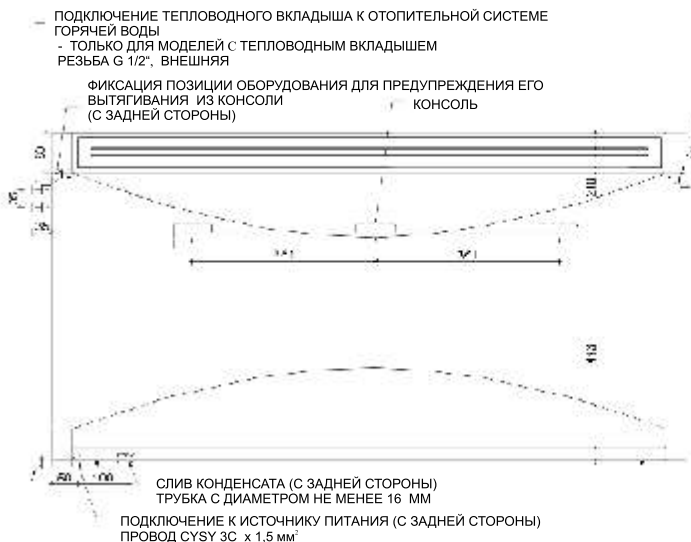 ПОДКЛЮЧЕНИЕ ТЕПЛОВОДНОГО ВКЛАДЫША К ОТОПИТЕЛЬНОЙ СИСТЕМЕ
ГОРЯЧЕЙ ВОДЫ
- ТОЛЬКО ДЛЯ МОДЕЛЕЙ С ТЕПЛОВОДНЫМ ВКЛАДЫШЕМ
РЕЗЬБА G 1/2“, ВНЕШНЯЯ
ФИКСАЦИЯ ПОЗИЦИИ ОБОРУДОВАНИЯ ДЛЯ ПРЕДУПРЕЖДЕНИЯ ЕГО
ВЫТЯГИВАНИЯ ИЗ КОНСОЛИ
(С ЗАДНЕЙ СТОРОНЫ)
КОНСОЛЬ
СЛИВ КОНДЕНСАТА (С ЗАДНЕЙ СТОРОНЫ)
ТРУБКА С ДИАМЕТРОМ НЕ МЕНЕЕ 16 ММ
ПОДКЛЮЧЕНИЕ К ИСТОЧНИКУ ПИТАНИЯ (С ЗАДНЕЙ СТОРОНЫ)
ПРОВОД CYSY 3C x 1,5 мм²